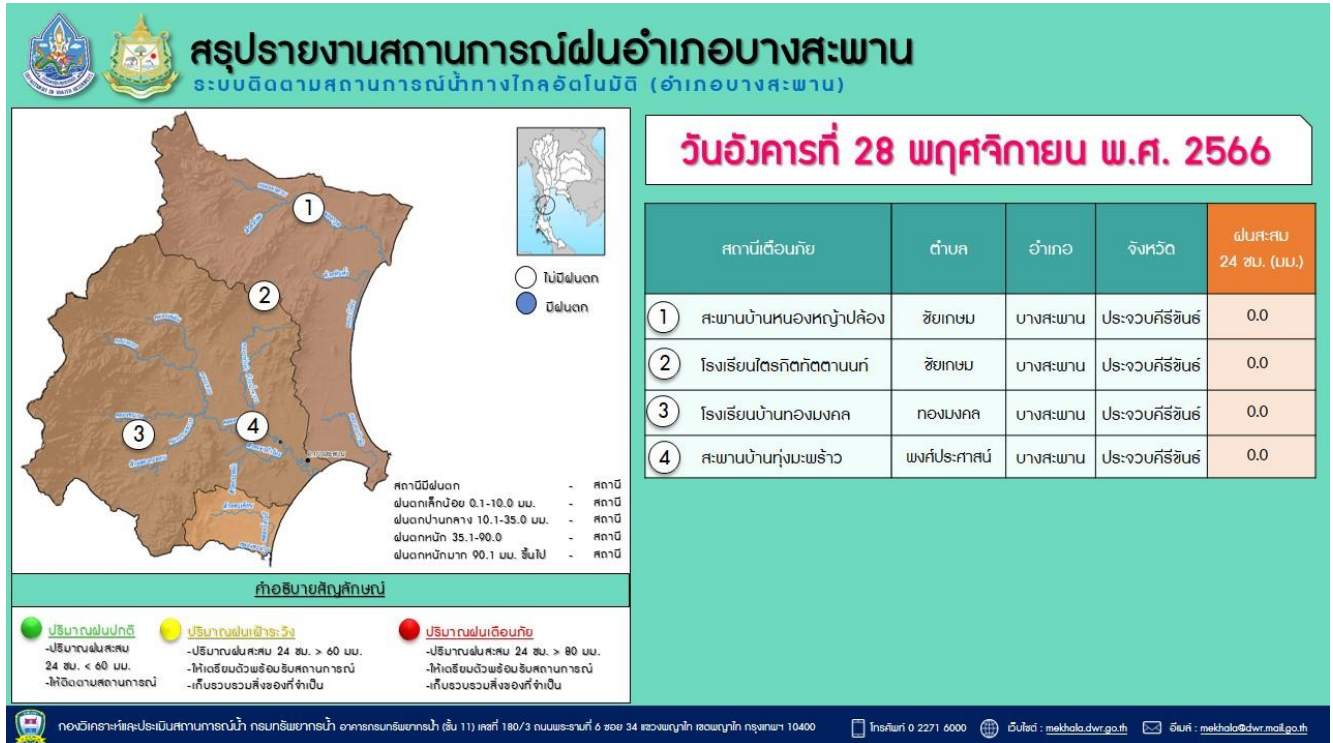 สรุปรายงานสถานการณ์ฝนอำเภอบางสะพาน
ระบบติดตามสถานการณ์น้ำทางไกลอัตโนมัติ (อำเภอบางสะพาน)
วันอังคารที่ 28 พฤศจิกายน พ.ศ. 2566
1
2
3
4
อ.บางสะพาน
ไม่มีฝนตก
มีฝนตก
สถานีมีฝนตก - สถานี
ฝนตกเล็กน้อย 0.1-10.0 มม. - สถานี
ฝนตกปานกลาง 10.1-35.0 มม. - สถานี
ฝนตกหนัก 35.1-90.0 - สถานี
ฝนตกหนักมาก 90.1 มม. ขึ้นไป - สถานี
คำอธิบายสัญลักษณ์
ปริมาณฝนปกติ
-ปริมาณฝนสะสม
24 ชม. < 60 มม.
-ให้ติดตามสถานการณ์
ปริมาณฝนเฝ้าระวัง
-ปริมาณฝนสะสม 24 ชม. > 60 มม.
-ให้เตรียมตัวพร้อมรับสถานการณ์
-เก็บรวบรวมสิ่งของที่จำเป็น
ปริมาณฝนเตือนภัย
-ปริมาณฝนสะสม 24 ชม. > 80 มม.
-ให้เตรียมตัวพร้อมรับสถานการณ์
-เก็บรวบรวมสิ่งของที่จำเป็น
สถานีเตือนภัย ตำบล อำเภอ จังหวัด ฝนสะสม
24 ชม. (มม.)
1 สะพานบ้านหนองหญ้าปล้อง ชัยเกษม บางสะพาน ประจวบคีรีขันธ์ 0.0
2 โรงเรียนไตรกิตทัตตานนท์ ชัยเกษม บางสะพาน ประจวบคีรีขันธ์ 0.0
3 โรงเรียนบ้านทองมงคล ทองมงคล บางสะพาน ประจวบคีรีขันธ์ 0.0
4 สะพานบ้านทุ่งมะพร้าว พงศ์ประศาสน์ บางสะพาน ประจวบคีรีขันธ์ 0.0
กองวิเคราะห์และประเมินสถานการณ์น้ำ กรมทรัพยากรน้ำ อาคารกรมทรัพยากรน้ำ (ชั้น 11) เลขที่ 180/3 ถนนพระรามที่ 6 ซอย 34 แขวงพญาไท เขตพญาไท กรุงเทพฯ 10400 โทรศัพท์ 0 2271 6000 เว็บไซต์ : mekhala.dwr.go.th อีเมล์ : mekhala@dwr.mail.go.th